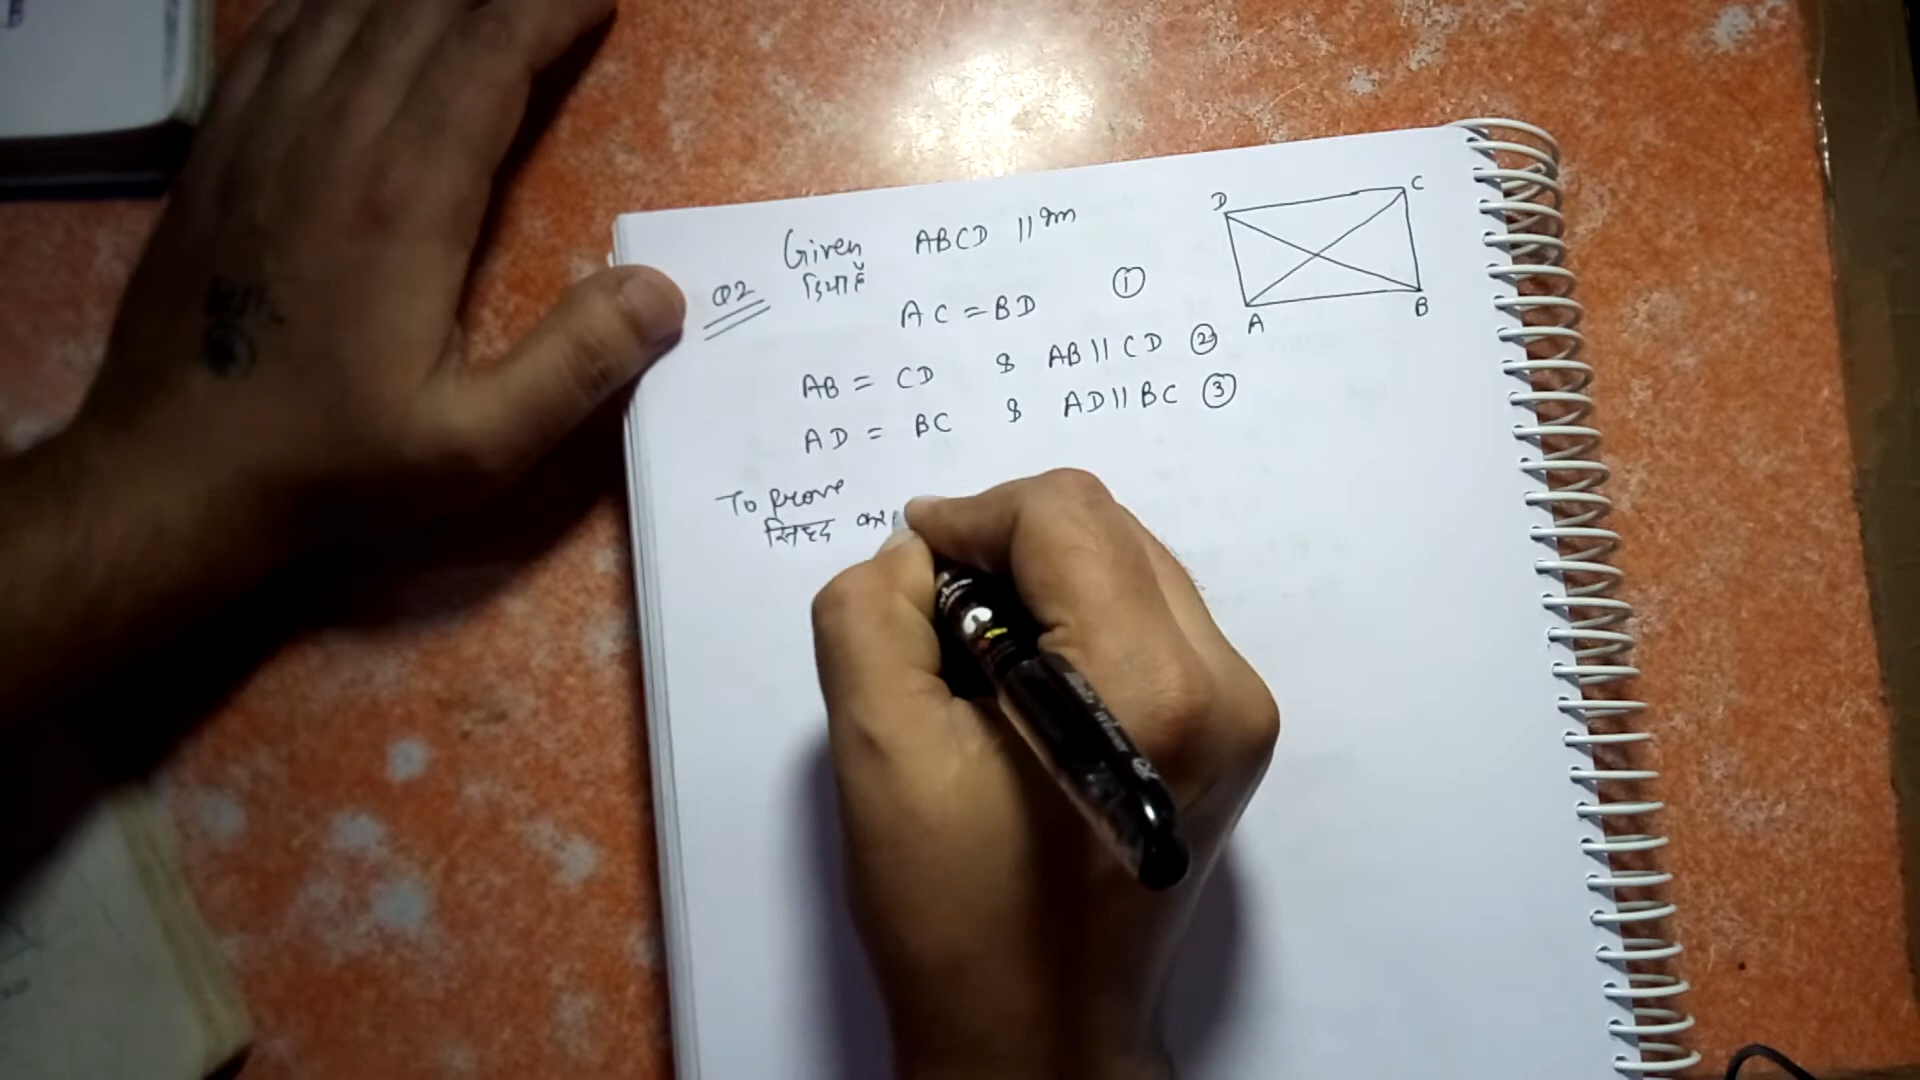 Given ABCD ||gm
Q2 दिया है
AC = BD ①
AB = CD & AB || CD ②
AD = BC & AD || BC ③
To prove
सिद्ध
D
C
A
B